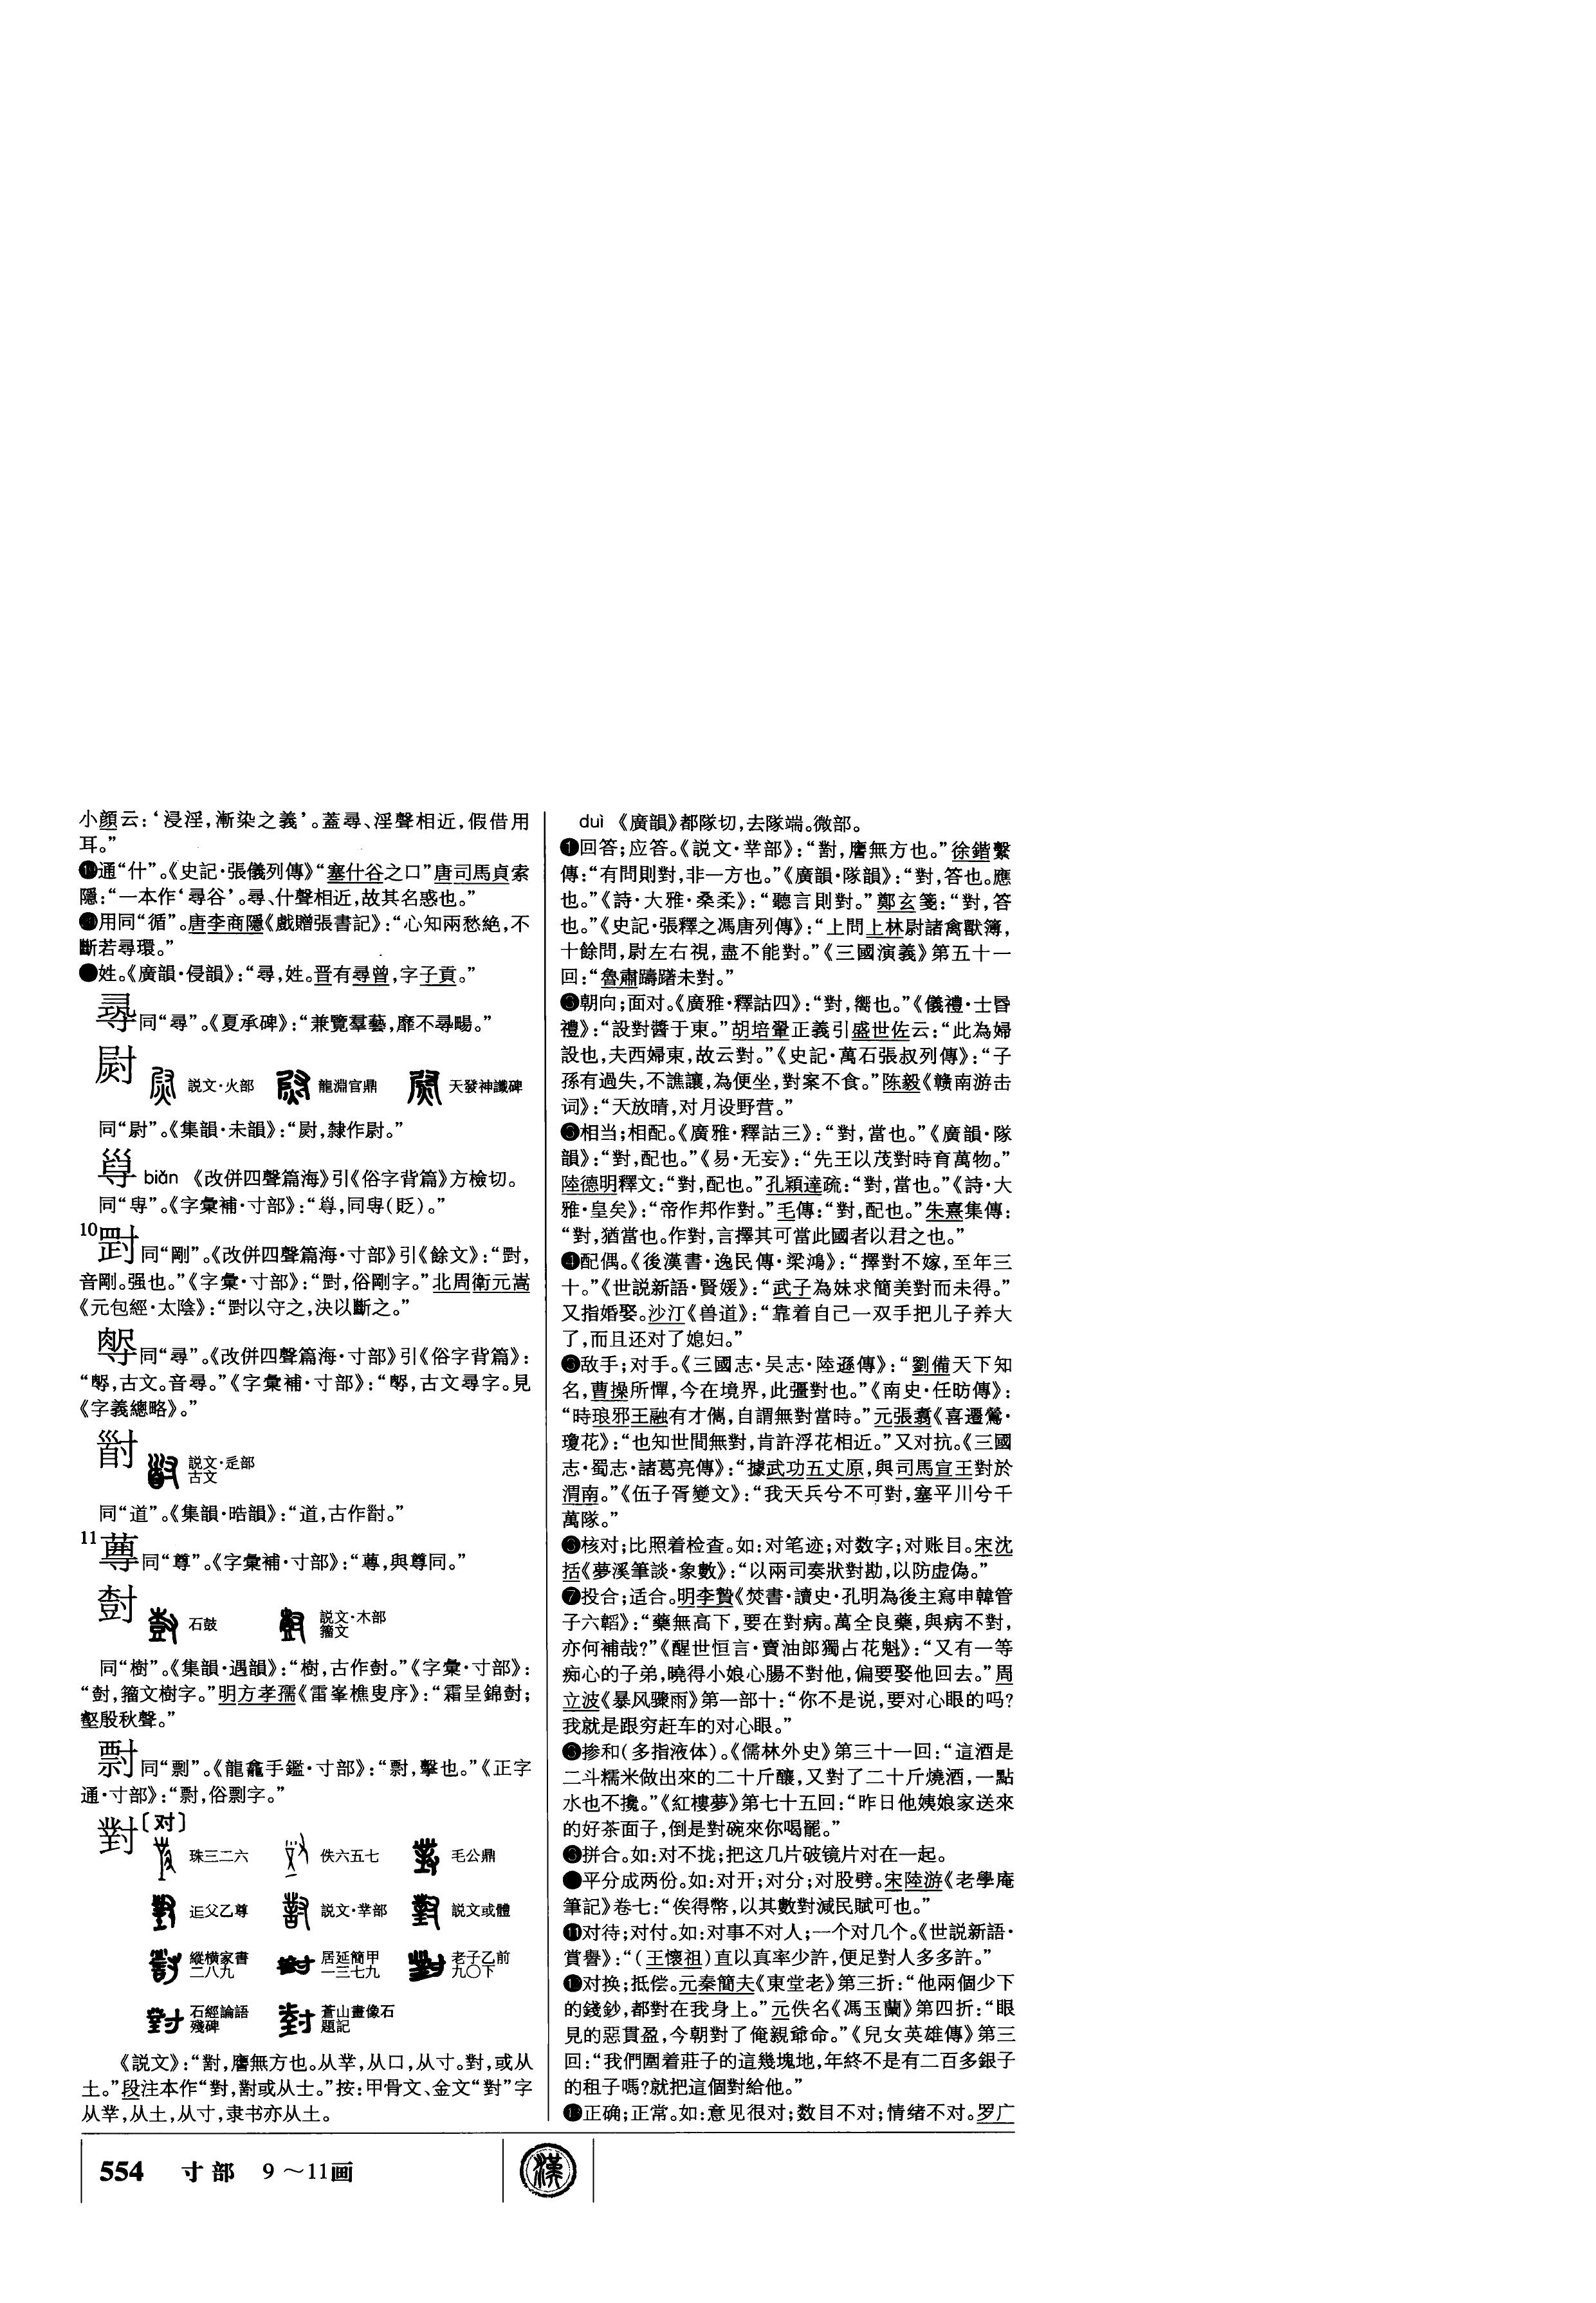 小顔云：‘浸淫，漸染之義’。蓋尋、淫聲相近，假借用
耳。”
通“什”。《史記·張儀列傳》“塞什谷之口”唐司馬貞索
隱：“一本作‘尋谷’。尋、什聲相近，故其名惑也。”
用同“循”。唐李商隱《戲贈張書記》：“心知兩愁絶，不
斷若尋環。”
姓。《廣韻·侵韻》：“尋，姓。晋有尋曾，字子貢。”
同“尋”。《夏承碑》：“兼覽羣藝，靡不尋暘。”
説文·火部 龍淵官鼎 天發神讖碑
同“尉”。《集韻·未韻》：“隸作尉。”
biǎn 《改併四聲篇海》引《俗字背篇》方檢切。
同“甹”。《字彙補·寸部》：“同（貶）。”
10
同“剛”。《改併四聲篇海·寸部》引《餘文》：
音剛。强也。”《字彙·寸部》：“俗剛字。”北周衛元嵩
《元包經·太陰》：“以守之，決以斷之。”
同“尋”。《改併四聲篇海·寸部》引《俗字背篇》：
古文。音尋。”《字彙補·寸部》：“古文尋字。見
《字義總略》。”
説文·辵部
古文
同“道”。《集韻·晧韻》：“道，古作𡬹。”
11
同“尊”。《字彙補·寸部》：“與尊同。”
尌 石鼓 説文·木部
籀文
同“樹”。《集韻·遇韻》：“樹，古作尌。”《字彙·寸部》：
“尌，籀文樹字。”明方孝孺《雷峯樵叟序》：“霜呈錦尌；
壑殷秋聲。”
同“剽”。《龍龕手鑑·寸部》：“擊也。”《正字
通·寸部》：“俗剽字。”
對〔对〕
珠三二六 佚六五七 毛公鼎
父乙尊 説文·丵部 説文或體
縱横家書 居延簡甲 老子乙前
二八九 一三七九 九〇下
石經論語 蒼山畫像石
殘碑 題記
《説文》：“對，譍無方也。从丵，从口，从寸。對，或从
土。”段注本作“對，對或从士。”按：甲骨文、金文“對”字
从丵，从土，从寸，隶书亦从土。
duì 《廣韻》都隊切，去隊端。微部。
❶回答；应答。《説文·丵部》：“對，譍無方也。”徐鍇繫
傳：“有問則對，非一方也。”《廣韻·隊韻》：“對，答也。應
也。”《詩·大雅·桑柔》：“聽言則對。”鄭玄箋：“對，答
也。”《史記·張釋之馮唐列傳》：“上問上林尉諸禽獸簿，
十餘問，尉左右視，盡不能對。”《三國演義》第五十一
回：“魯肅躊躇未對。”
朝向；面对。《廣雅·釋詁四》：“對，嚮也。”《儀禮·士昏
禮》：“設對醬于東。”胡培翬正義引盛世佐云：“此為婦
設也，夫西婦東，故云對。”《史記·萬石張叔列傳》：“子
孫有過失，不譙讓，為便坐，對案不食。”陈毅《赣南游击
词》：“天放晴，对月设野营。”
相当；相配。《廣雅·釋詁三》：“對，當也。”《廣韻·隊
韻》：“對，配也。”《易·无妄》：“先王以茂對時育萬物。”
陸德明釋文：“對，配也。”孔穎達疏：“對，當也。”《詩·大
雅·皇矣》：“帝作邦作對。”毛傳：“對，配也。”朱熹集傳：
“對，猶當也。作對，言擇其可當此國者以君之也。”
❹配偶。《後漢書·逸民傳·梁鴻》：“擇對不嫁，至年三
十。”《世説新語·賢媛》：“武子為妹求簡美對而未得。”
又指婚娶。沙汀《兽道》：“靠着自己一双手把儿子养大
了，而且还对了媳妇。”
敌手；对手。《三國志·吴志·陸遜傳》：“劉備天下知
名，曹操所憚，今在境界，此彊對也。”《南史·任昉傳》：
“時琅邪王融有才儁，自謂無對當時。”元張翥《喜遷鶯·
瓊花》：“也知世間無對，肯許浮花相近。”又对抗。《三國
志·蜀志·諸葛亮傳》：“據武功五丈原，與司馬宣王對於
渭南。”《伍子胥變文》：“我天兵兮不可對，塞平川兮千
萬隊。”
核对；比照着检查。如：对笔迹；对数字；对账目。宋沈
括《夢溪筆談·象數》：“以兩司奏狀對勘，以防虚偽。”
❼投合；适合。明李贄《焚書·讀史·孔明為後主寫申韓管
子六韜》：“藥無高下，要在對病。萬全良藥，與病不對，
亦何補哉？”《醒世恒言·賣油郎獨占花魁》：“又有一等
痴心的子弟，曉得小娘心腸不對他，偏要娶他回去。”周
立波《暴风骤雨》第一部十：“你不是说，要对心眼的吗？
我就是跟穷赶车的对心眼。”
掺和（多指液体）。《儒林外史》第三十一回：“這酒是
二斗糯米做出來的二十斤釀，又對了二十斤燒酒，一點
水也不攙。”《紅樓夢》第七十五回：“昨日他姨娘家送來
的好茶面子，倒是對碗來你喝罷。”
拼合。如：对不拢；把这几片破镜片对在一起。
平分成两份。如：对开；对分；对股劈。宋陸游《老學庵
筆記》卷七：“俟得幣，以其數對減民賦可也。”
⓫对待；对付。如：对事不对人；一个对几个。《世説新語·
賞譽》：“（王懷祖）直以真率少許，便足對人多多許。”
对换；抵偿。元秦簡夫《東堂老》第三折：“他兩個少下
的錢鈔，都對在我身上。”元佚名《馮玉蘭》第四折：“眼
見的惡貫盈，今朝對了俺親爺命。”《兒女英雄傳》第三
回：“我們圍着莊子的這幾塊地，年終不是有二百多銀子
的租子嗎？就把這個對給他。”
正确；正常。如：意见很对；数目不对；情绪不对。罗广
554 寸部 9～11画
漢